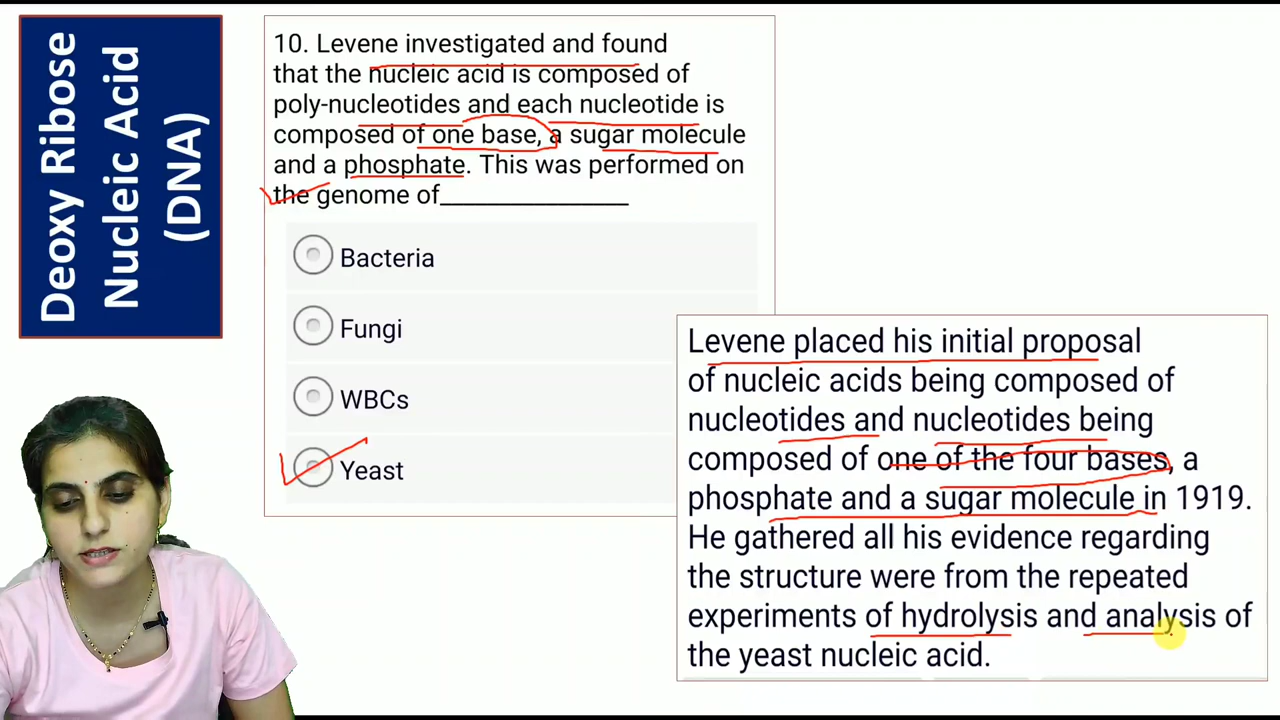 Deoxy Ribose
Nucleic Acid
(DNA)
10. Levene investigated and found
that the nucleic acid is composed of
poly-nucleotides and each nucleotide is
composed of one base, a sugar molecule
and a phosphate. This was performed on
the genome of_______________
Bacteria
Fungi
WBCs
Yeast
Levene placed his initial proposal
of nucleic acids being composed of
nucleotides and nucleotides being
composed of one of the four bases, a
phosphate and a sugar molecule in 1919.
He gathered all his evidence regarding
the structure were from the repeated
experiments of hydrolysis and analysis of
the yeast nucleic acid.